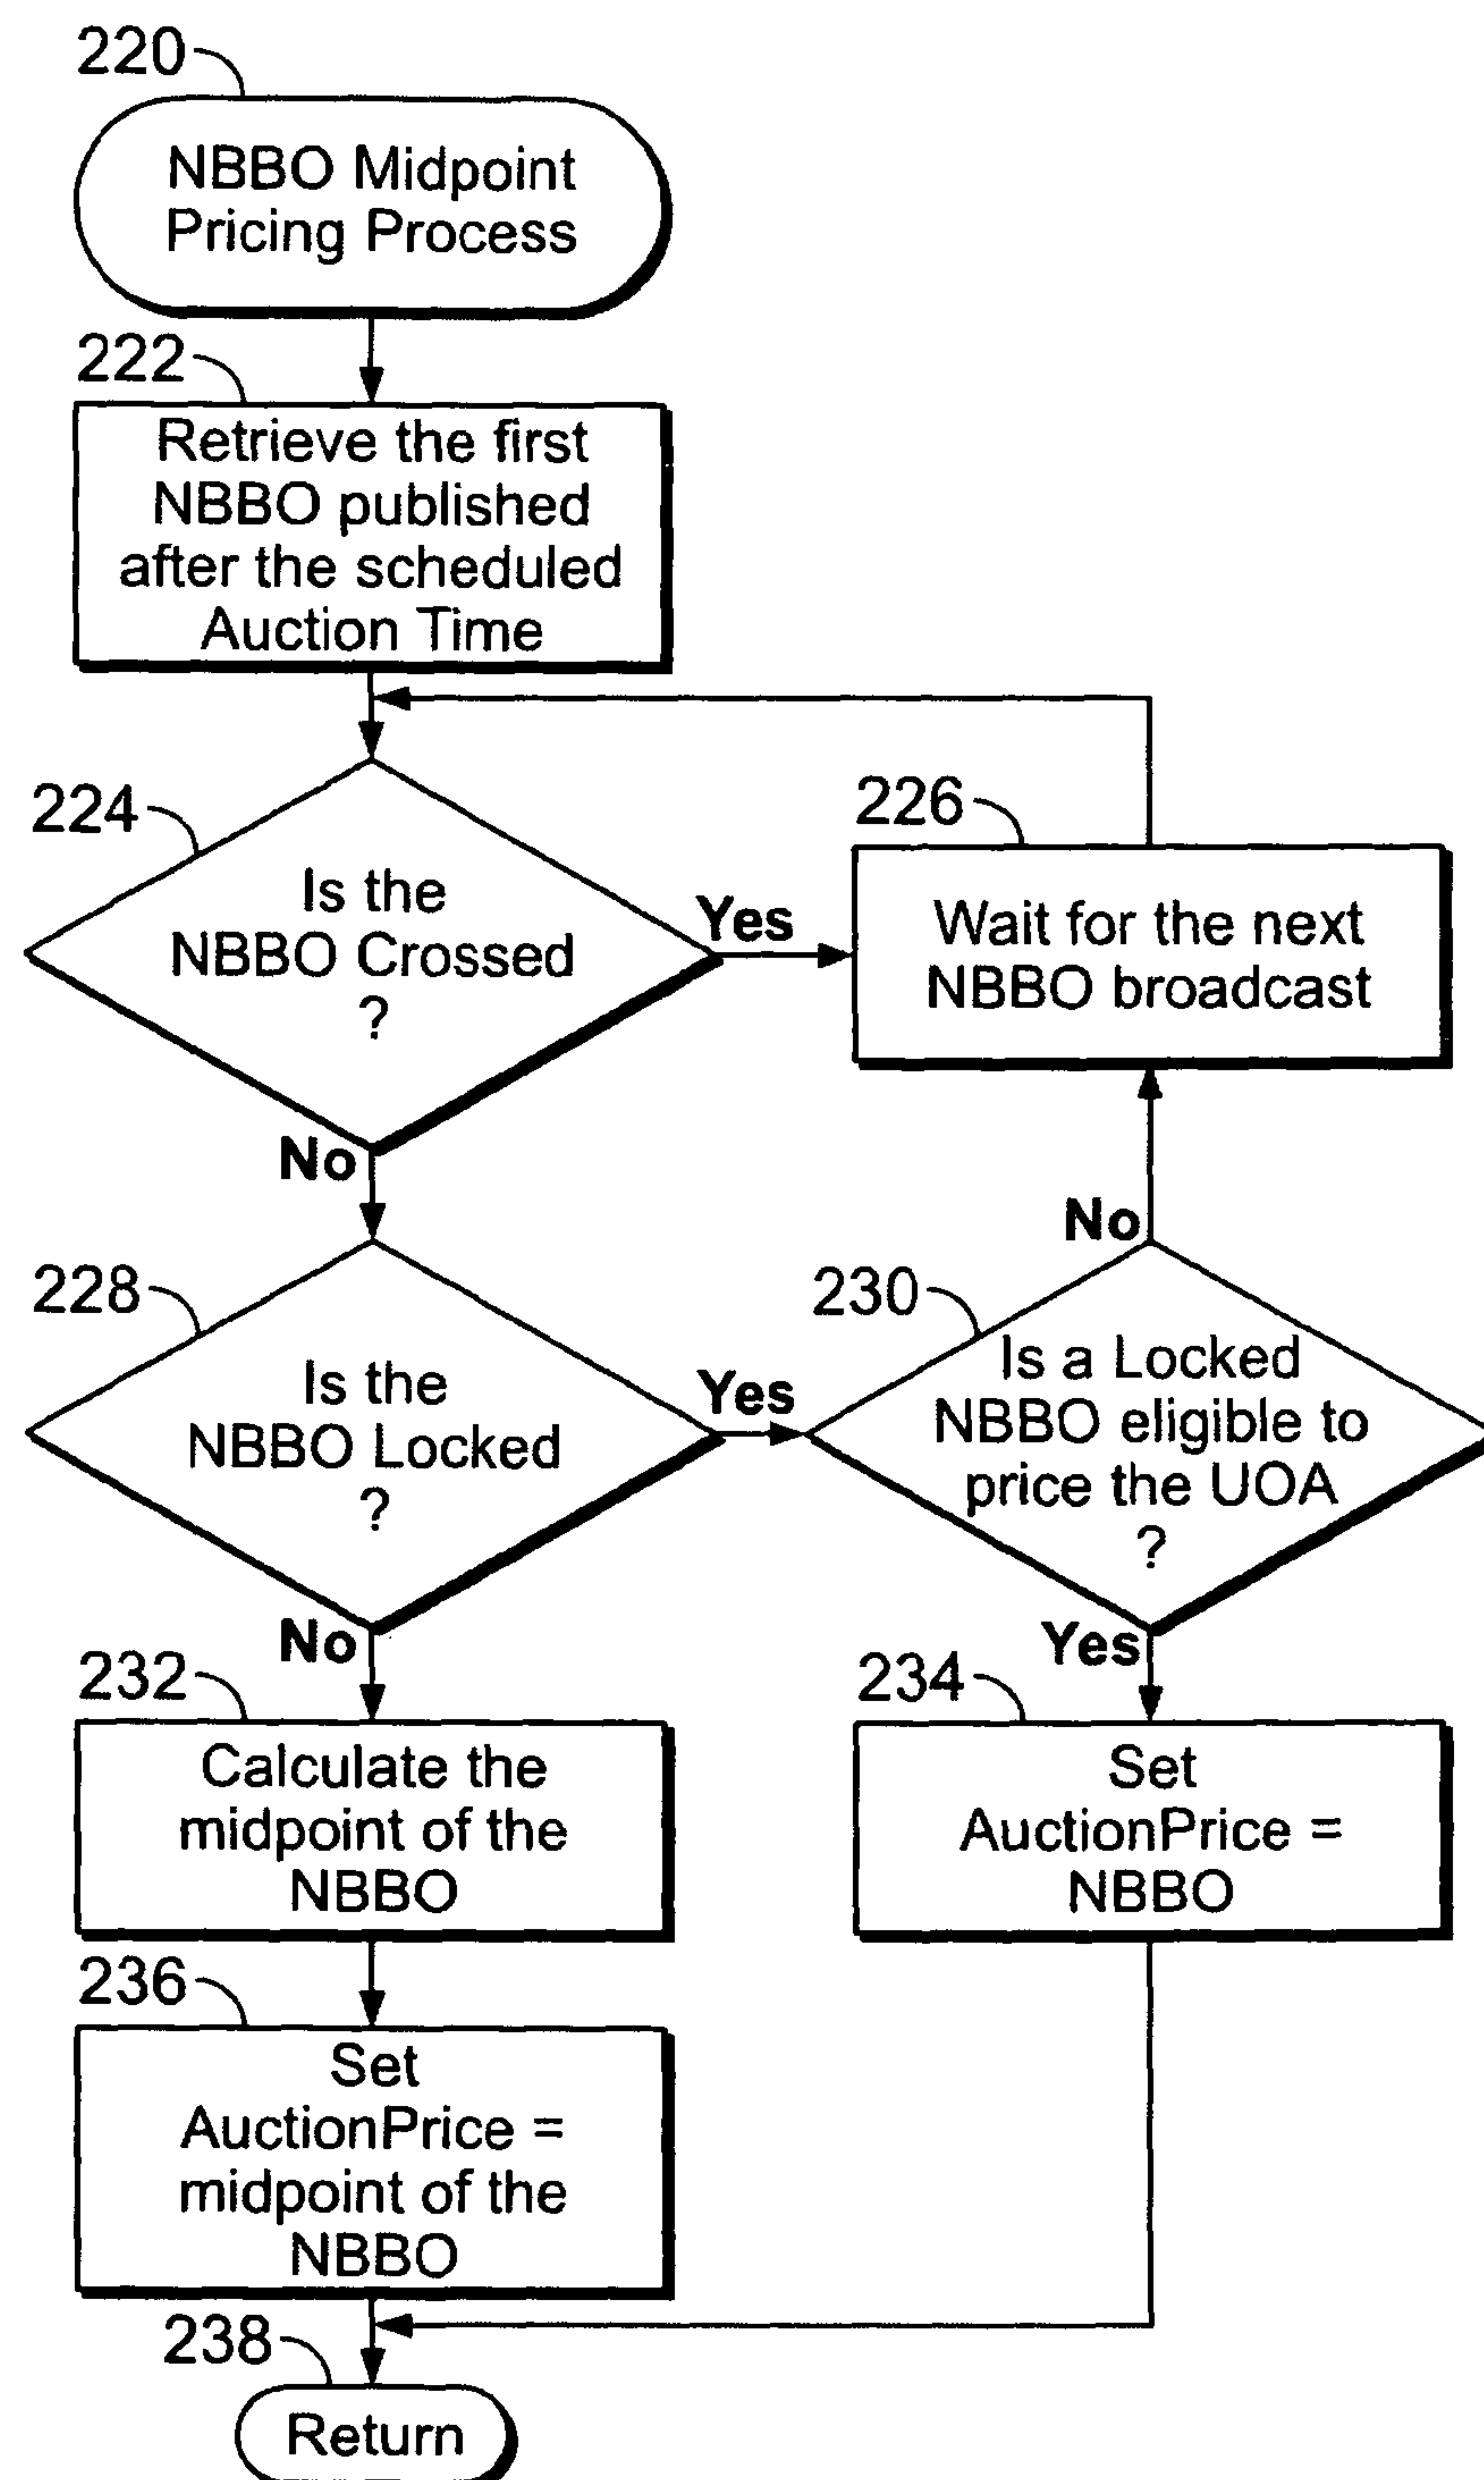 220
NBBO Midpoint
Pricing Process
222
Retrieve the first
NBBO published
after the scheduled
Auction Time
224
Is the
NBBO Crossed
?
Yes
226
Wait for the next
NBBO broadcast
No
228
Is the
NBBO Locked
?
Yes
No
230
Is a Locked
NBBO eligible to
price the UOA
?
No
232
Calculate the
midpoint of the
NBBO
Yes
234
Set
AuctionPrice =
NBBO
236
Set
AuctionPrice =
midpoint of the
NBBO
238
Return